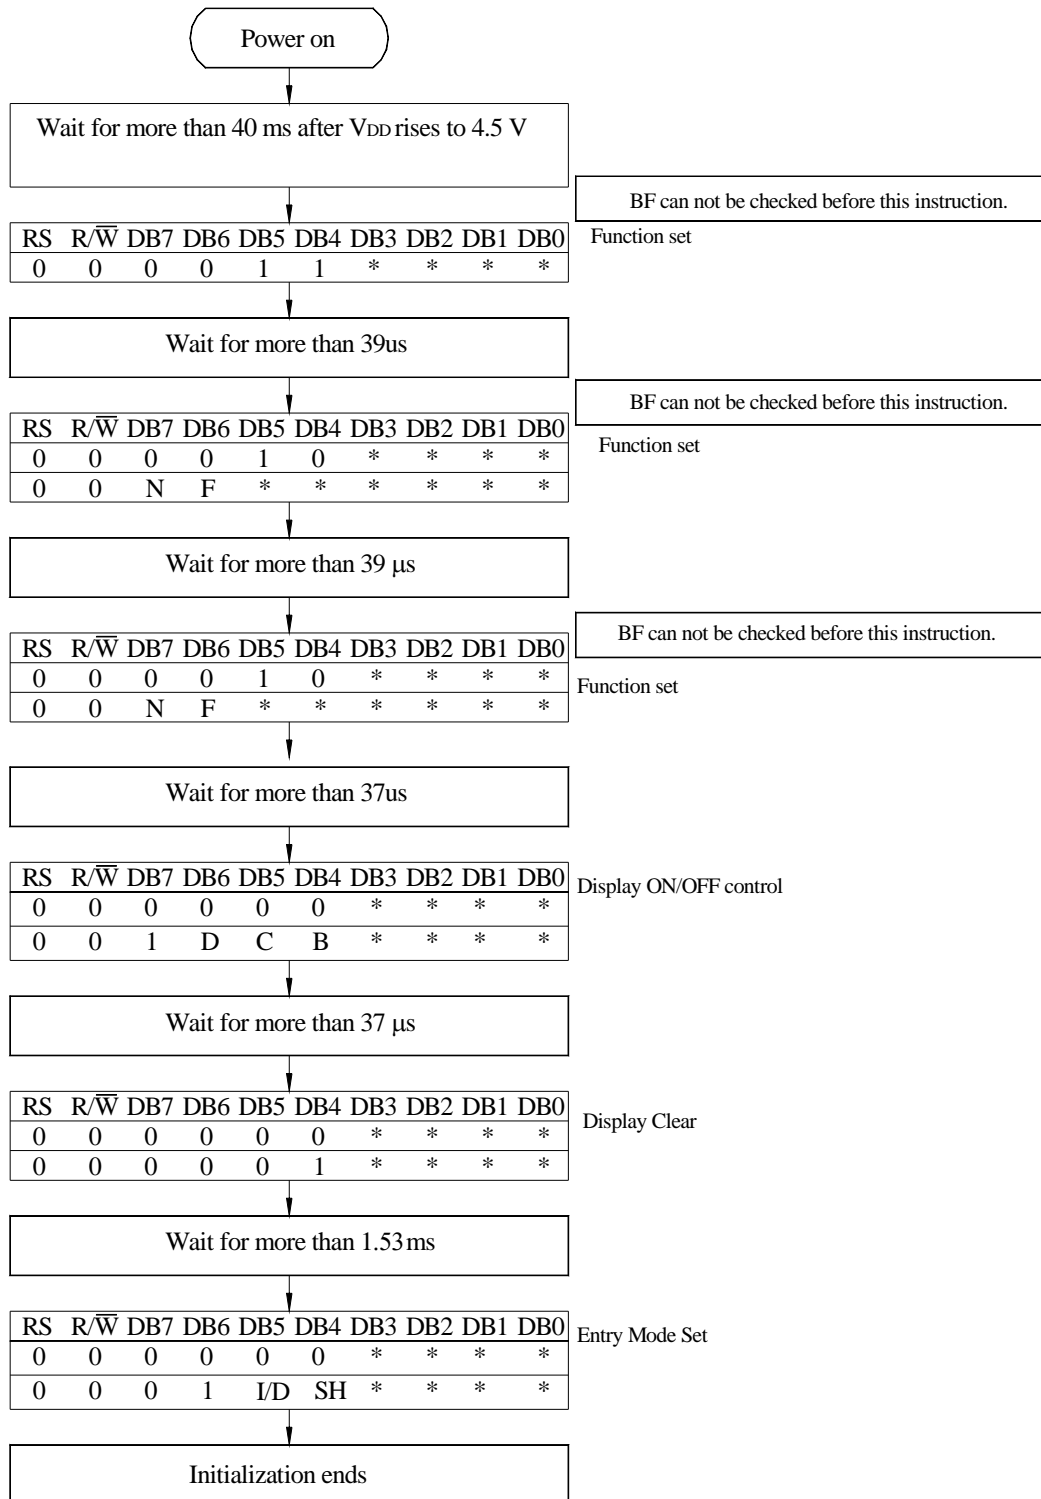 Power on
Wait for more than 40 ms after VDD rises to 4.5 V
BF can not be checked before this instruction.
RS R/W̅ DB7 DB6 DB5 DB4 DB3 DB2 DB1 DB0
Function set
0 0 0 0 1 1 * * * *
Wait for more than 39us
BF can not be checked before this instruction.
RS R/W̅ DB7 DB6 DB5 DB4 DB3 DB2 DB1 DB0
Function set
0 0 0 0 1 0 * * * *
0 0 N F * * * * * *
Wait for more than 39 μs
BF can not be checked before this instruction.
RS R/W̅ DB7 DB6 DB5 DB4 DB3 DB2 DB1 DB0
0 0 0 0 1 0 * * * *
Function set
0 0 N F * * * * * *
Wait for more than 37us
RS R/W̅ DB7 DB6 DB5 DB4 DB3 DB2 DB1 DB0
Display ON/OFF control
0 0 0 0 0 0 * * * *
0 0 1 D C B * * * *
Wait for more than 37 μs
RS R/W̅ DB7 DB6 DB5 DB4 DB3 DB2 DB1 DB0
Display Clear
0 0 0 0 0 0 * * * *
0 0 0 0 0 1 * * * *
Wait for more than 1.53ms
RS R/W̅ DB7 DB6 DB5 DB4 DB3 DB2 DB1 DB0
Entry Mode Set
0 0 0 0 0 0 * * * *
0 0 0 1 I/D SH * * * *
Initialization ends